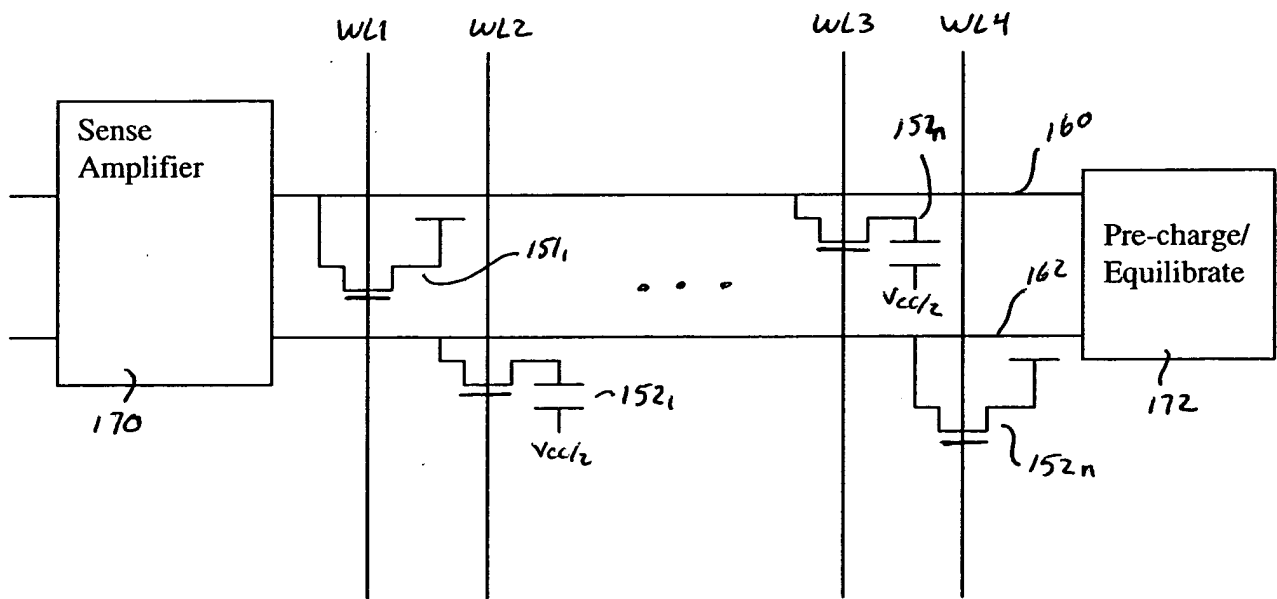 WL1
WL2
WL3
WL4
Sense
Amplifier
152n
160
Pre-charge/
Equilibrate
151₁
162
Vcc/2
152₁
Vcc/2
170
172
152n